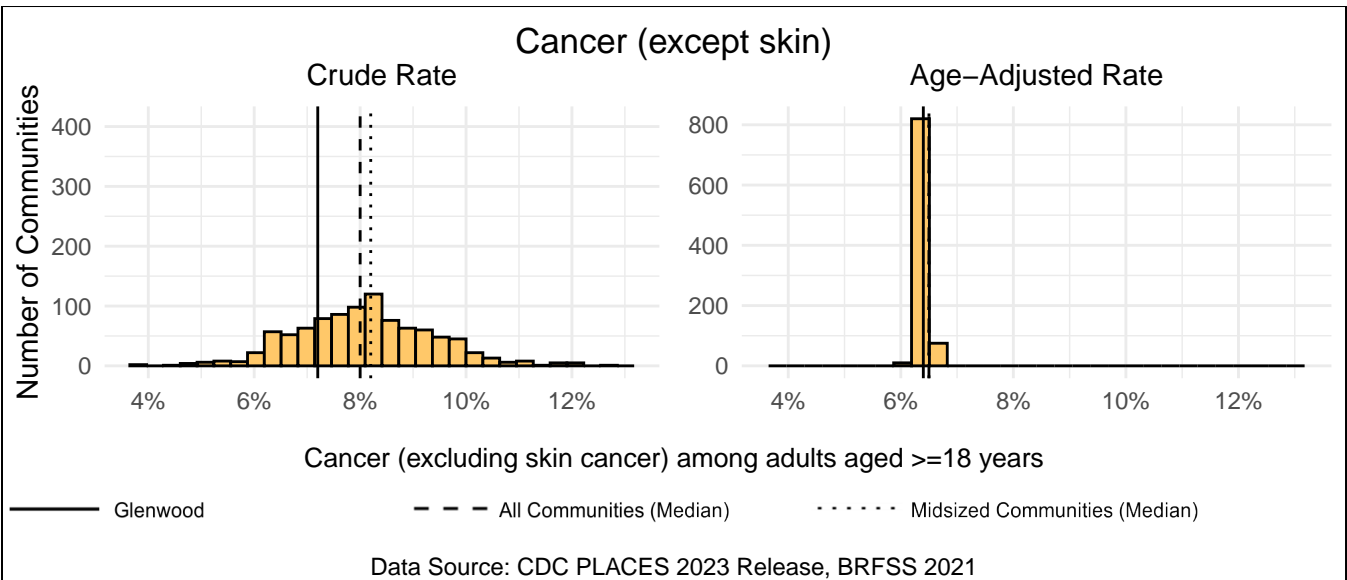 Cancer (except skin)
Crude Rate
Age−Adjusted Rate
Number of Communities
400
300
200
100
0
4%
6%
8%
10%
12%
800
600
400
200
0
4%
6%
8%
10%
12%
Cancer (excluding skin cancer) among adults aged >=18 years
Glenwood
All Communities (Median)
Midsized Communities (Median)
Data Source: CDC PLACES 2023 Release, BRFSS 2021